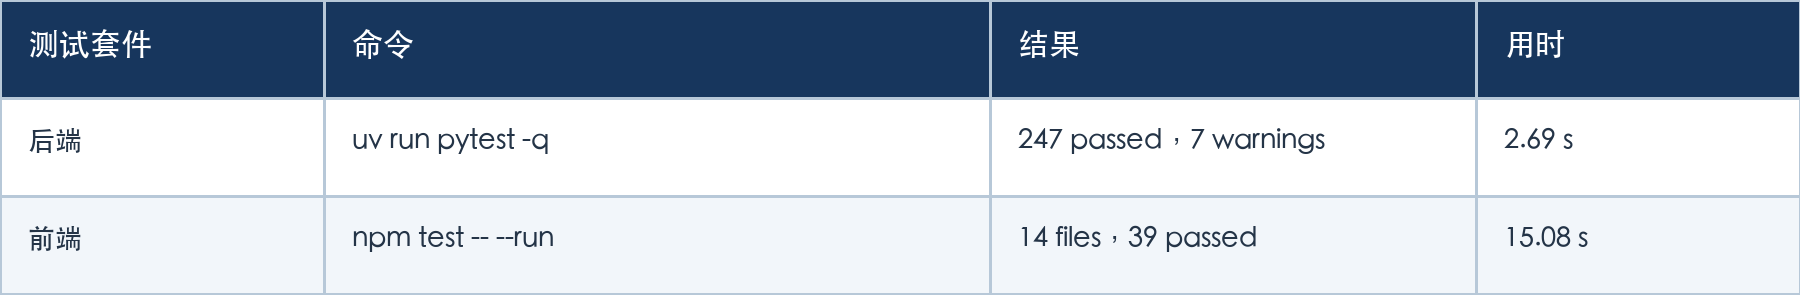 测试套件 命令 结果 用时
后端 uv run pytest -q 247 passed，7 warnings 2.69 s
前端 npm test -- --run 14 files，39 passed 15.08 s